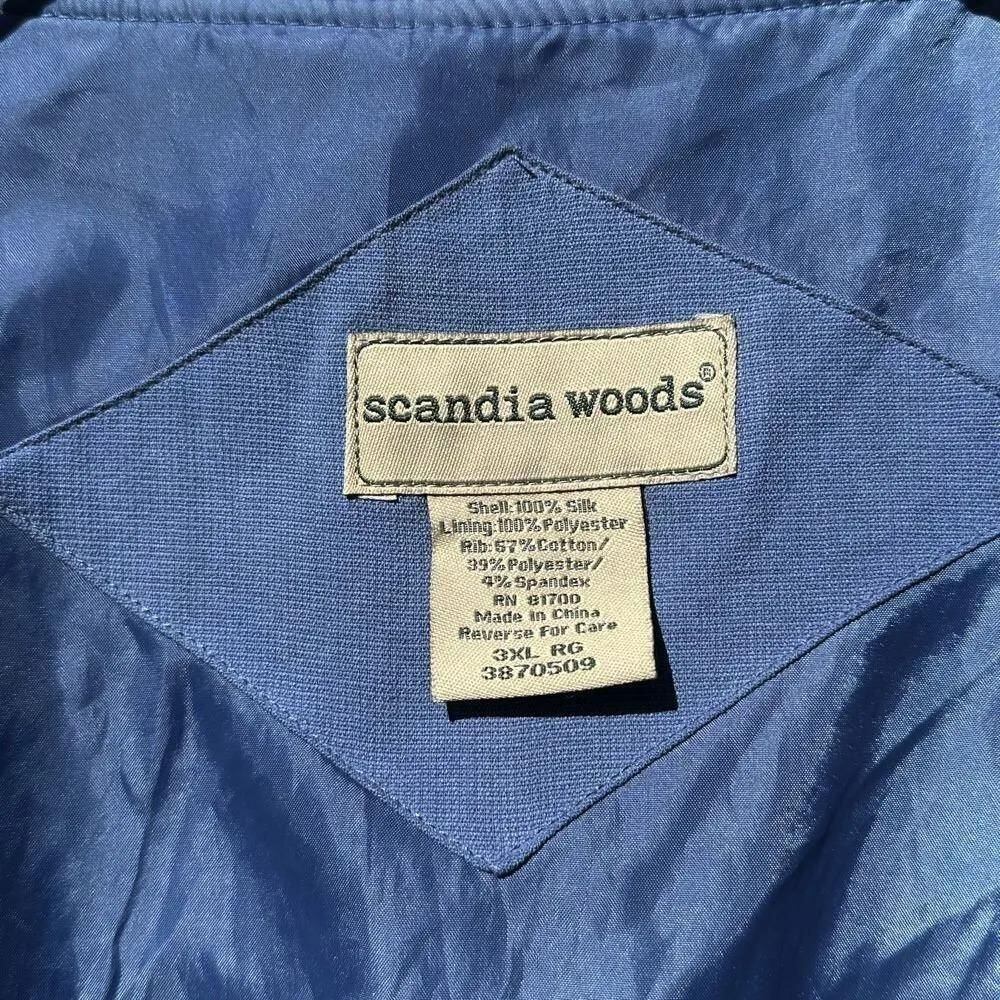 scandia woods®
Shell:100% Silk
Lining:100% Polyester
Rib:57%Cotton/
39%Polyester/
4%Spandex
RN 81700
Made in China
Reverse For Care
3XL RG
3870509